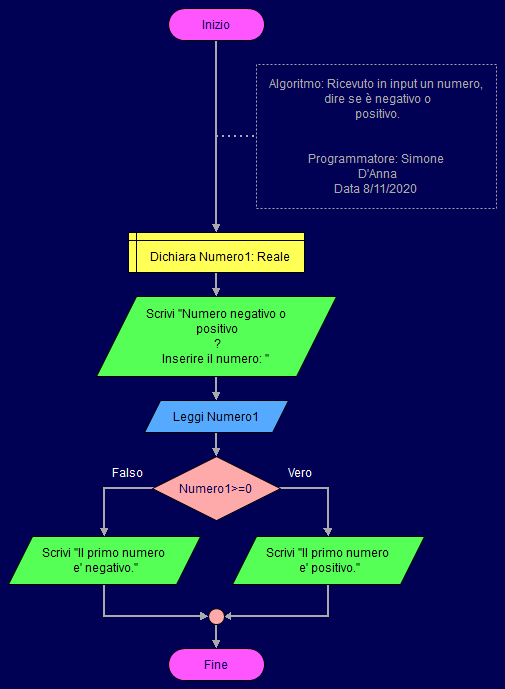 Inizio
Algoritmo: Ricevuto in input un numero,
dire se è negativo o
positivo.
Programmatore: Simone
D'Anna
Data 8/11/2020
Dichiara Numero1: Reale
Scrivi "Numero negativo o
positivo
?
Inserire il numero: "
Leggi Numero1
Falso
Numero1>=0
Vero
Scrivi "Il primo numero
e' negativo."
Scrivi "Il primo numero
e' positivo."
Fine